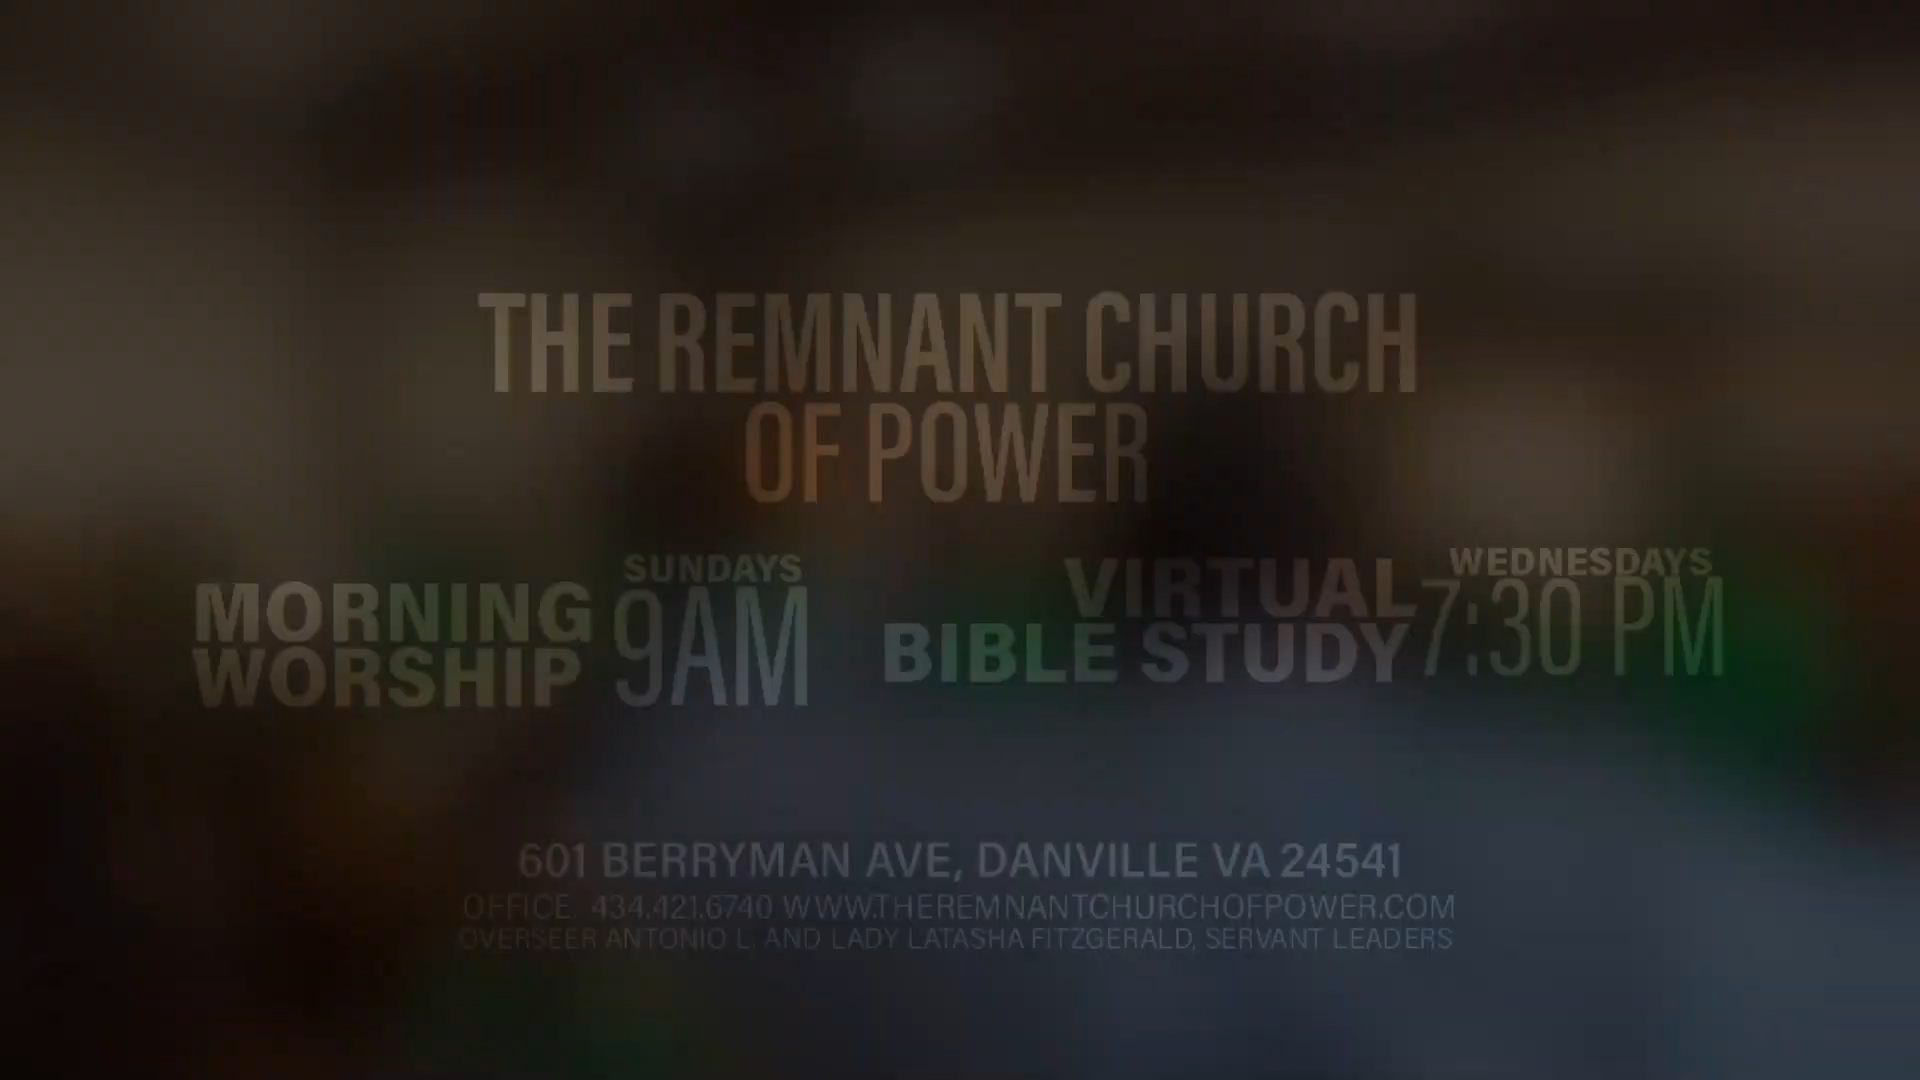 THE REMNANT CHURCH
OF POWER
MORNING
WORSHIP
SUNDAYS
9AM
VIRTUAL
BIBLE STUDY
WEDNESDAYS
7:30 PM
601 BERRYMAN AVE, DANVILLE VA 24541
OFFICE 434.421.6740 WWW.THEREMNANTCHURCHOFPOWER.COM
OVERSEER ANTONIO L. AND LADY LATASHA FITZGERALD, SERVANT LEADERS